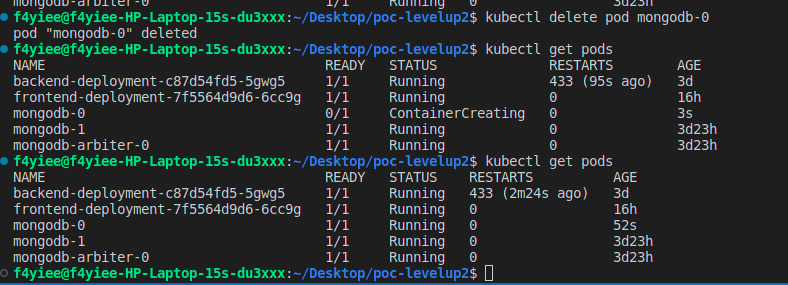 mongodb-arbiter-0                      1/1     Running             0                3d23h
f4yiee@f4yiee-HP-Laptop-15s-du3xxx:~/Desktop/poc-levelup2$ kubectl delete pod mongodb-0
pod "mongodb-0" deleted
f4yiee@f4yiee-HP-Laptop-15s-du3xxx:~/Desktop/poc-levelup2$ kubectl get pods
NAME                                   READY   STATUS              RESTARTS         AGE
backend-deployment-c87d54fd5-5gwg5     1/1     Running             433 (95s ago)    3d
frontend-deployment-7f5564d9d6-6cc9g   1/1     Running             0                16h
mongodb-0                              0/1     ContainerCreating   0                3s
mongodb-1                              1/1     Running             0                3d23h
mongodb-arbiter-0                      1/1     Running             0                3d23h
f4yiee@f4yiee-HP-Laptop-15s-du3xxx:~/Desktop/poc-levelup2$ kubectl get pods
NAME                                   READY   STATUS    RESTARTS          AGE
backend-deployment-c87d54fd5-5gwg5     1/1     Running   433 (2m24s ago)   3d
frontend-deployment-7f5564d9d6-6cc9g   1/1     Running   0                 16h
mongodb-0                              1/1     Running   0                 52s
mongodb-1                              1/1     Running   0                 3d23h
mongodb-arbiter-0                      1/1     Running   0                 3d23h
f4yiee@f4yiee-HP-Laptop-15s-du3xxx:~/Desktop/poc-levelup2$